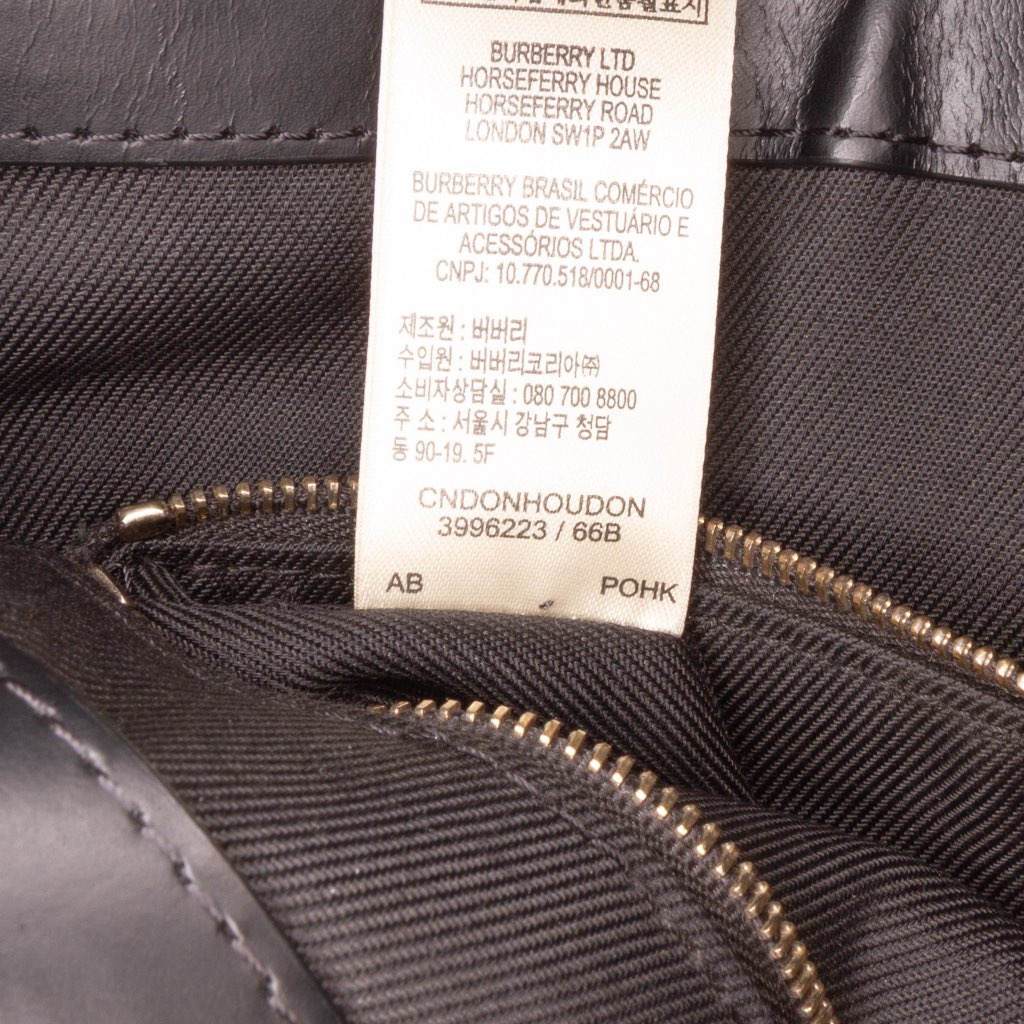 BURBERRY LTD
HORSEFERRY HOUSE
HORSEFERRY ROAD
LONDON SW1P 2AW
BURBERRY BRASIL COMÉRCIO
DE ARTIGOS DE VESTUÁRIO E
ACESSÓRIOS LTDA.
CNPJ: 10.770.518/0001-68
제조원 : 버버리
수입원 : 버버리코리아㈜
소비자상담실 : 080 700 8800
주 소 : 서울시 강남구 청담
동 90-19. 5F
CNDONHOUDON
3996223 / 66B
AB POHK